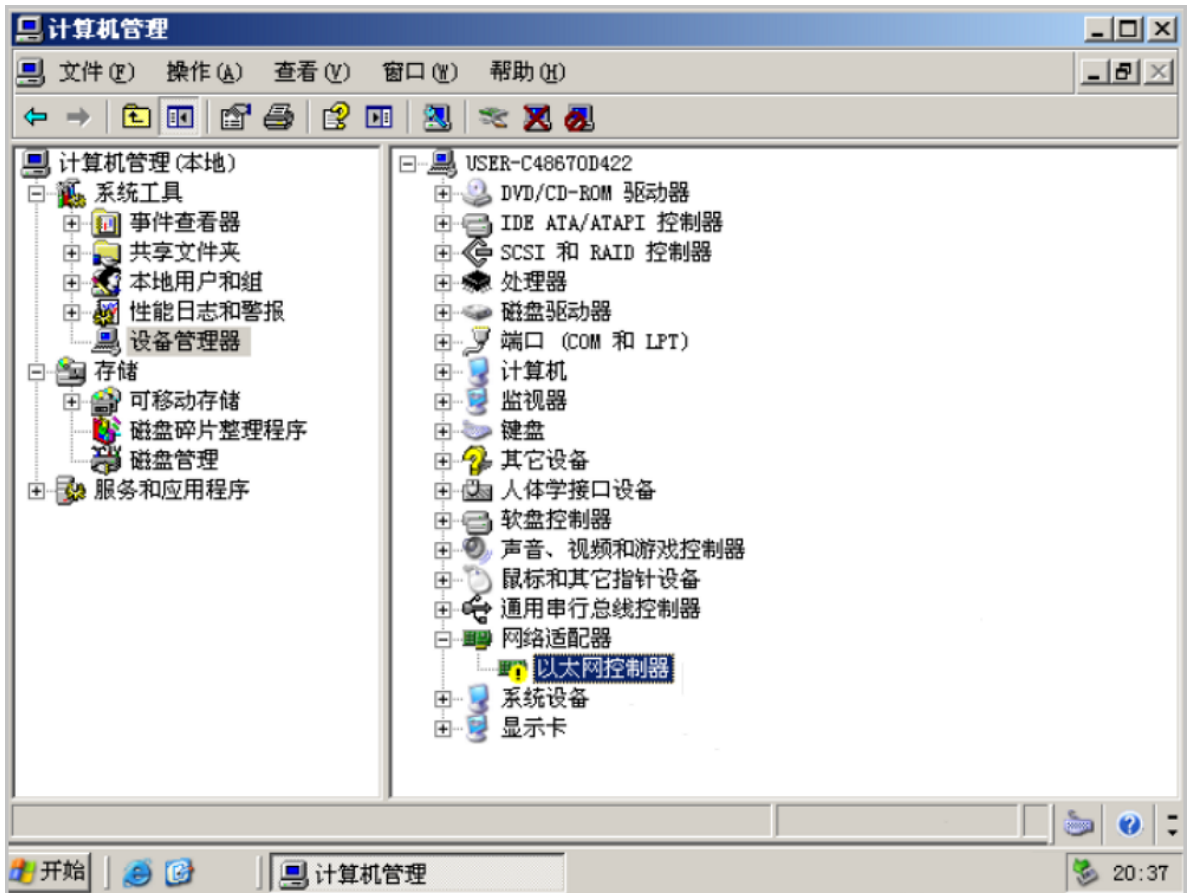 计算机管理
文件(F) 操作(A) 查看(V) 窗口(W) 帮助(H)
计算机管理(本地)
系统工具
事件查看器
共享文件夹
本地用户和组
性能日志和警报
设备管理器
存储
可移动存储
磁盘碎片整理程序
磁盘管理
服务和应用程序
USER-C48670D422
DVD/CD-ROM 驱动器
IDE ATA/ATAPI 控制器
SCSI 和 RAID 控制器
处理器
磁盘驱动器
端口 (COM 和 LPT)
计算机
监视器
键盘
其它设备
人体学接口设备
软盘控制器
声音、视频和游戏控制器
鼠标和其它指针设备
通用串行总线控制器
网络适配器
以太网控制器
系统设备
显示卡
开始 计算机管理 20:37